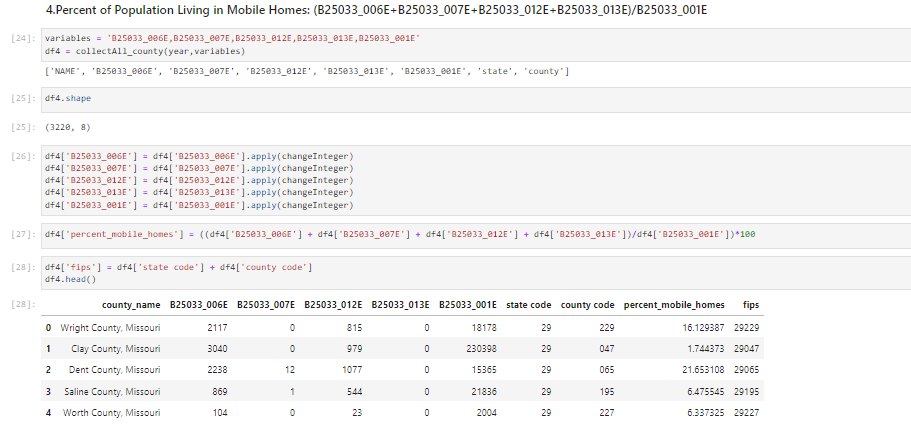 4.Percent of Population Living in Mobile Homes: (B25033_006E+B25033_007E+B25033_012E+B25033_013E)/B25033_001E
[24]: variables = 'B25033_006E,B25033_007E,B25033_012E,B25033_013E,B25033_001E'
df4 = collectAll_county(year,variables)
['NAME', 'B25033_006E', 'B25033_007E', 'B25033_012E', 'B25033_013E', 'B25033_001E', 'state', 'county']
[25]: df4.shape
[25]: (3220, 8)
[26]: df4['B25033_006E'] = df4['B25033_006E'].apply(changeInteger)
df4['B25033_007E'] = df4['B25033_007E'].apply(changeInteger)
df4['B25033_012E'] = df4['B25033_012E'].apply(changeInteger)
df4['B25033_013E'] = df4['B25033_013E'].apply(changeInteger)
df4['B25033_001E'] = df4['B25033_001E'].apply(changeInteger)
[27]: df4['percent_mobile_homes'] = ((df4['B25033_006E'] + df4['B25033_007E'] + df4['B25033_012E'] + df4['B25033_013E'])/df4['B25033_001E'])*100
[28]: df4['fips'] = df4['state code'] + df4['county code']
df4.head()
[28]: county_name B25033_006E B25033_007E B25033_012E B25033_013E B25033_001E state code county code percent_mobile_homes fips
0 Wright County, Missouri 2117 0 815 0 18178 29 229 16.129387 29229
1 Clay County, Missouri 3040 0 979 0 230398 29 047 1.744373 29047
2 Dent County, Missouri 2238 12 1077 0 15365 29 065 21.653108 29065
3 Saline County, Missouri 869 1 544 0 21836 29 195 6.475545 29195
4 Worth County, Missouri 104 0 23 0 2004 29 227 6.337325 29227